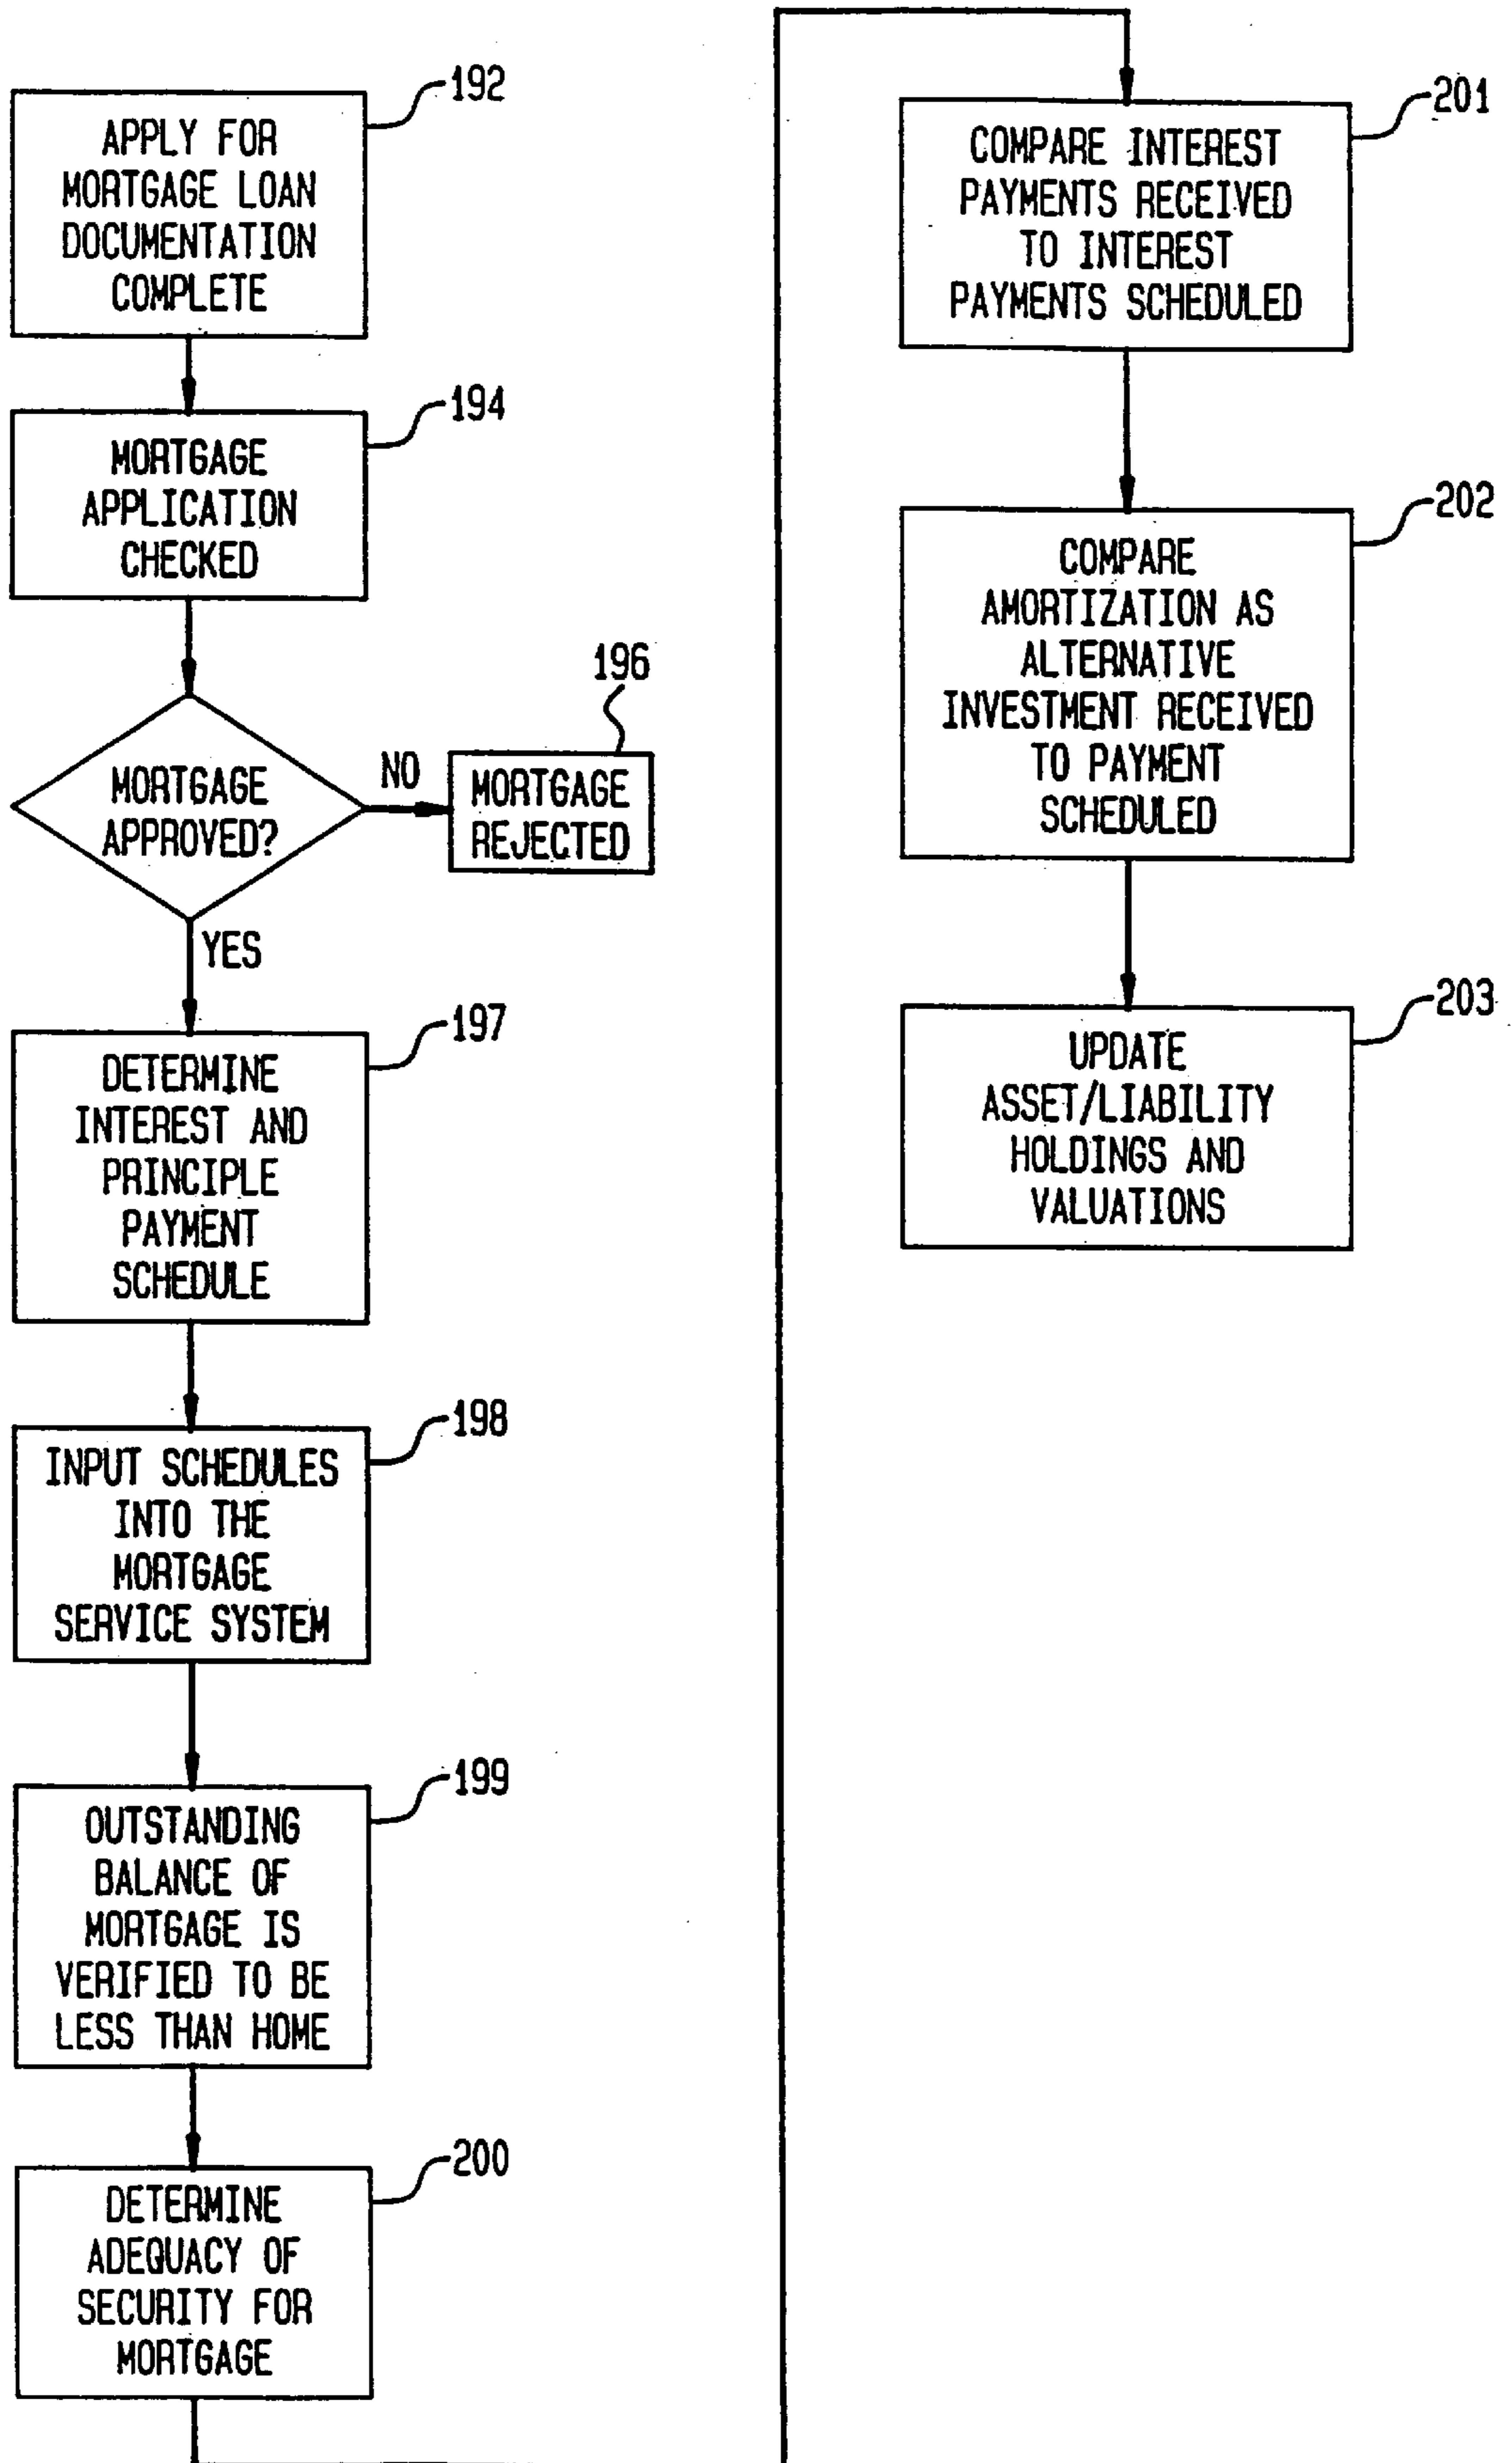 192
APPLY FOR
MORTGAGE LOAN
DOCUMENTATION
COMPLETE
194
MORTGAGE
APPLICATION
CHECKED
MORTGAGE
APPROVED?
NO
196
MORTGAGE
REJECTED
YES
197
DETERMINE
INTEREST AND
PRINCIPLE
PAYMENT
SCHEDULE
198
INPUT SCHEDULES
INTO THE
MORTGAGE
SERVICE SYSTEM
199
OUTSTANDING
BALANCE OF
MORTGAGE IS
VERIFIED TO BE
LESS THAN HOME
200
DETERMINE
ADEQUACY OF
SECURITY FOR
MORTGAGE
201
COMPARE INTEREST
PAYMENTS RECEIVED
TO INTEREST
PAYMENTS SCHEDULED
202
COMPARE
AMORTIZATION AS
ALTERNATIVE
INVESTMENT RECEIVED
TO PAYMENT
SCHEDULED
203
UPDATE
ASSET/LIABILITY
HOLDINGS AND
VALUATIONS